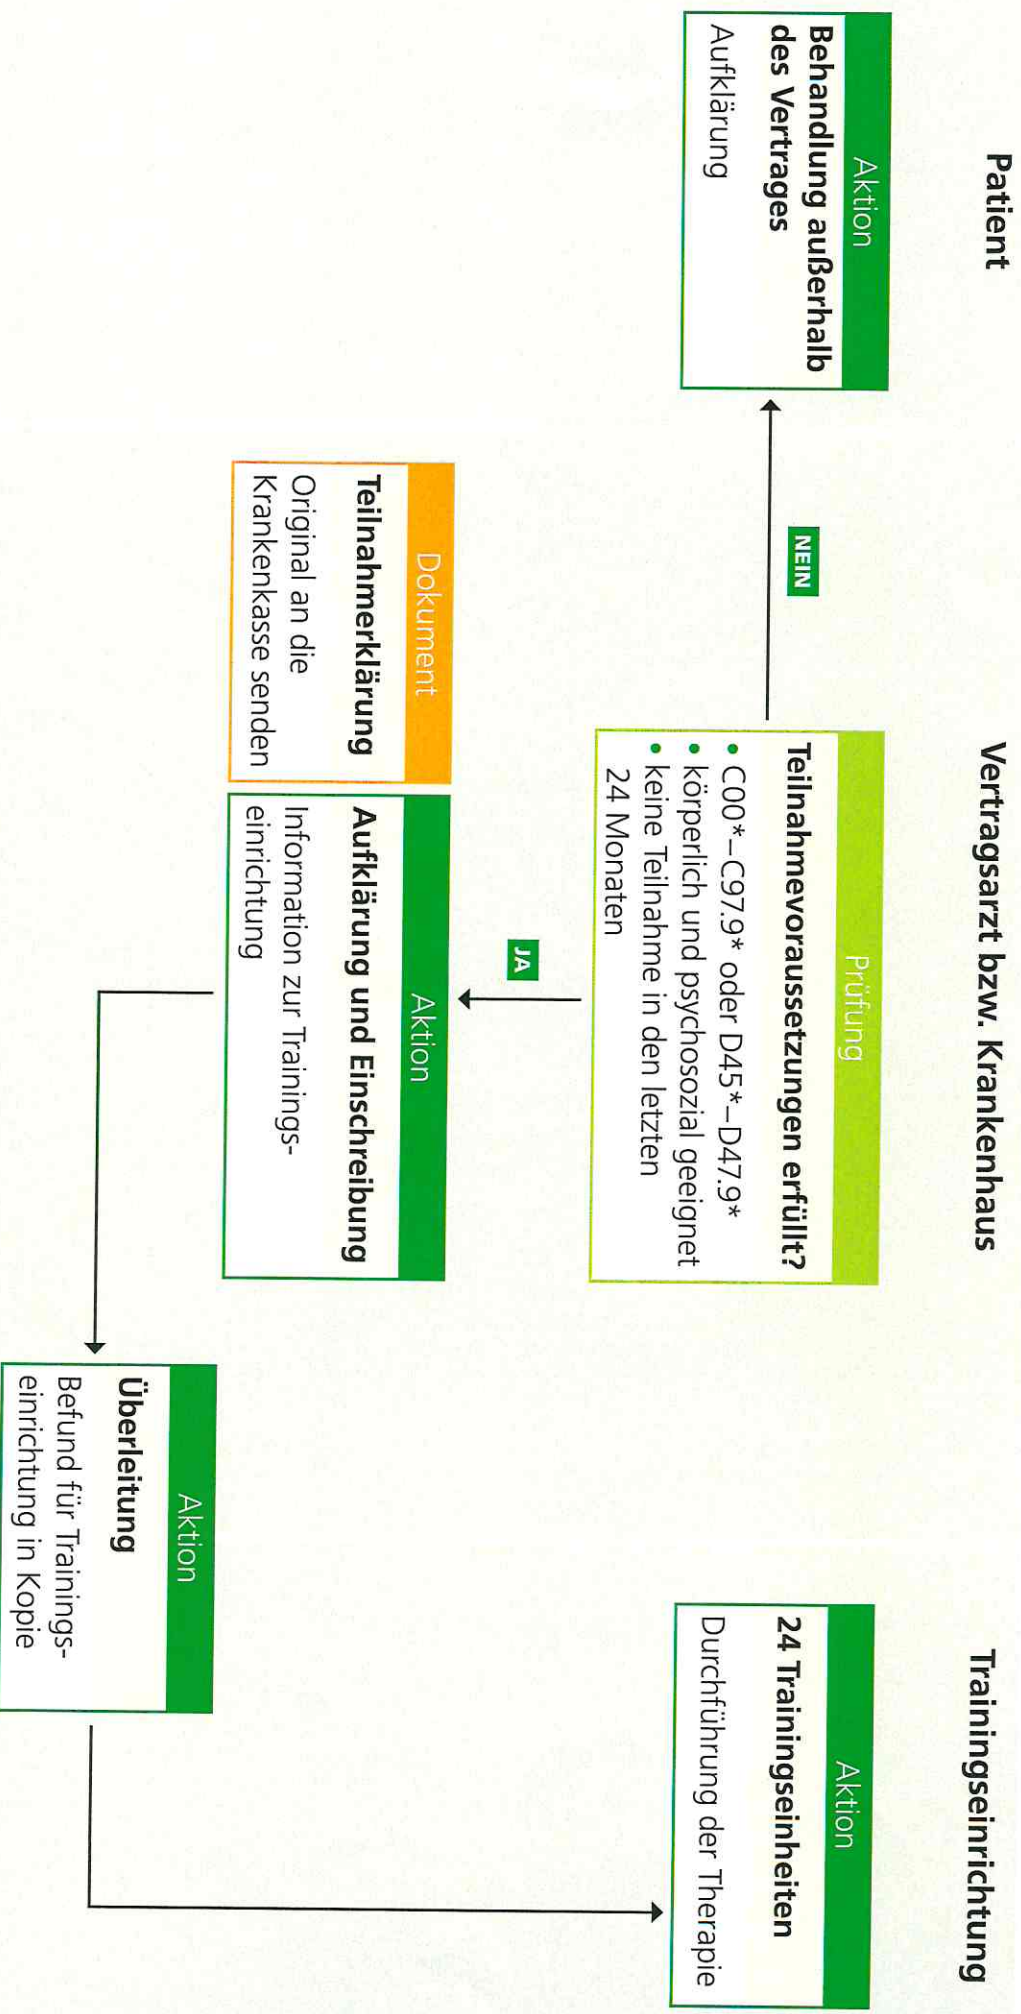 Patient
Vertragsarzt bzw. Krankenhaus
Trainingseinrichtung
Aktion
Behandlung außerhalb
des Vertrages
Aufklärung
NEIN
Prüfung
Teilnahmevoraussetzungen erfüllt?
• C00*–C97.9* oder D45*–D47.9*
• körperlich und psychosozial geeignet
• keine Teilnahme in den letzten
24 Monaten
JA
Dokument
Teilnahmerklärung
Original an die
Krankenkasse senden
Aktion
Aufklärung und Einschreibung
Information zur Trainings-
einrichtung
Aktion
Überleitung
Befund für Trainings-
einrichtung in Kopie
Aktion
24 Trainingseinheiten
Durchführung der Therapie